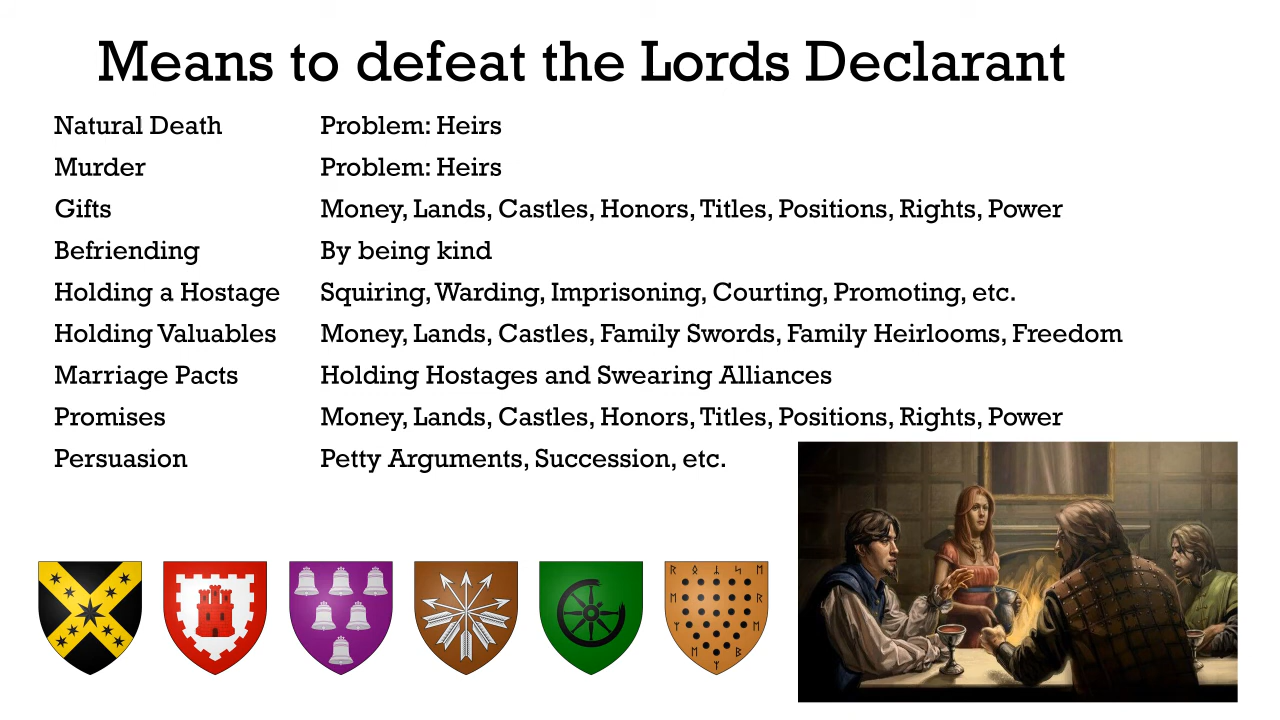 Means to defeat the Lords Declarant
Natural Death Problem: Heirs
Murder Problem: Heirs
Gifts Money, Lands, Castles, Honors, Titles, Positions, Rights, Power
Befriending By being kind
Holding a Hostage Squiring, Warding, Imprisoning, Courting, Promoting, etc.
Holding Valuables Money, Lands, Castles, Family Swords, Family Heirlooms, Freedom
Marriage Pacts Holding Hostages and Swearing Alliances
Promises Money, Lands, Castles, Honors, Titles, Positions, Rights, Power
Persuasion Petty Arguments, Succession, etc.